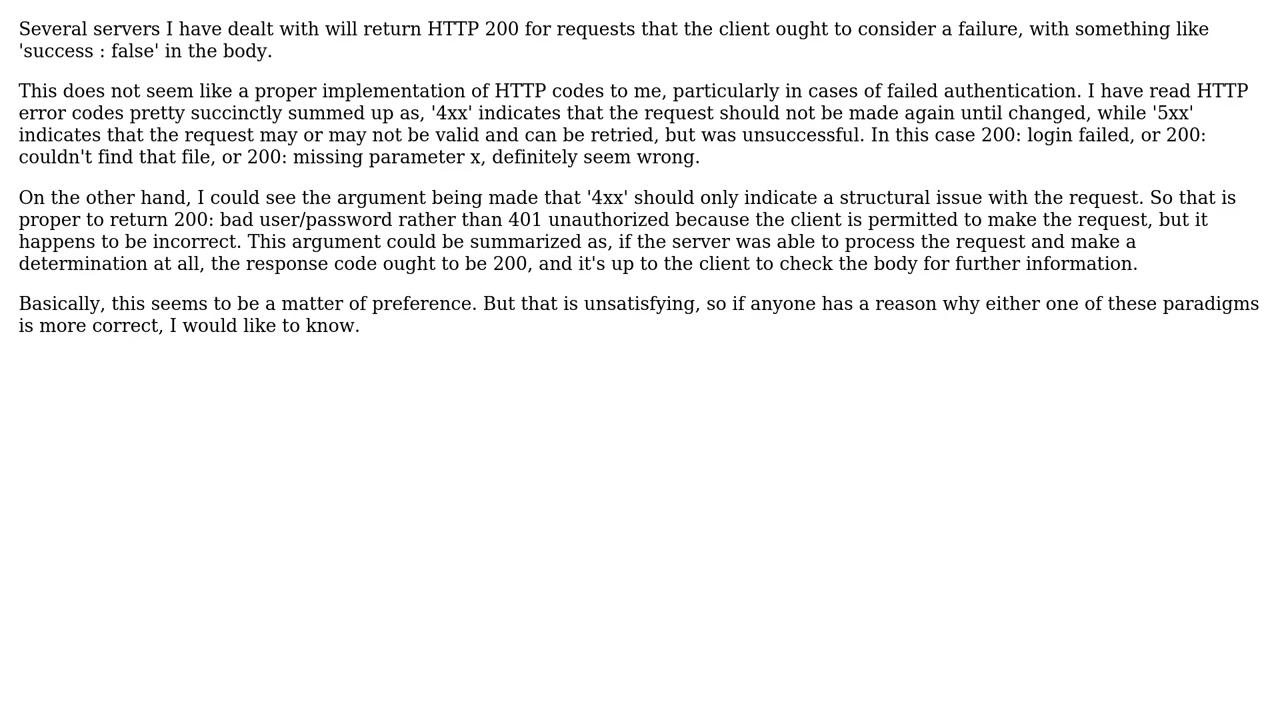 Several servers I have dealt with will return HTTP 200 for requests that the client ought to consider a failure, with something like
'success : false' in the body.
This does not seem like a proper implementation of HTTP codes to me, particularly in cases of failed authentication. I have read HTTP
error codes pretty succinctly summed up as, '4xx' indicates that the request should not be made again until changed, while '5xx'
indicates that the request may or may not be valid and can be retried, but was unsuccessful. In this case 200: login failed, or 200:
couldn't find that file, or 200: missing parameter x, definitely seem wrong.
On the other hand, I could see the argument being made that '4xx' should only indicate a structural issue with the request. So that is
proper to return 200: bad user/password rather than 401 unauthorized because the client is permitted to make the request, but it
happens to be incorrect. This argument could be summarized as, if the server was able to process the request and make a
determination at all, the response code ought to be 200, and it's up to the client to check the body for further information.
Basically, this seems to be a matter of preference. But that is unsatisfying, so if anyone has a reason why either one of these paradigms
is more correct, I would like to know.